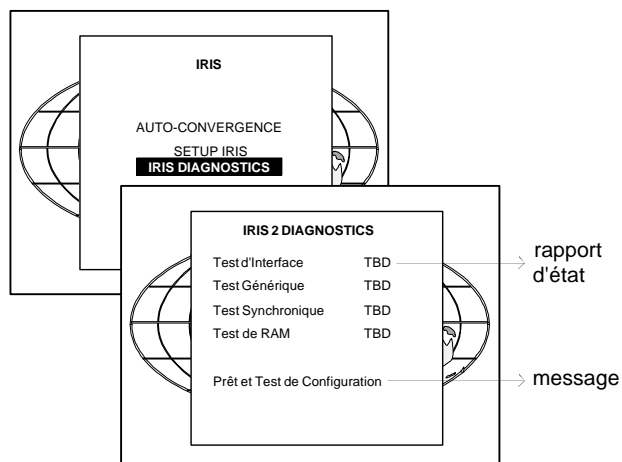 IRIS
AUTO-CONVERGENCE
SETUP IRIS
IRIS DIAGNOSTICS
IRIS 2 DIAGNOSTICS
Test d'Interface TBD
rapport
d'état
Test Générique TBD
Test Synchronique TBD
Test de RAM TBD
Prêt et Test de Configuration
message